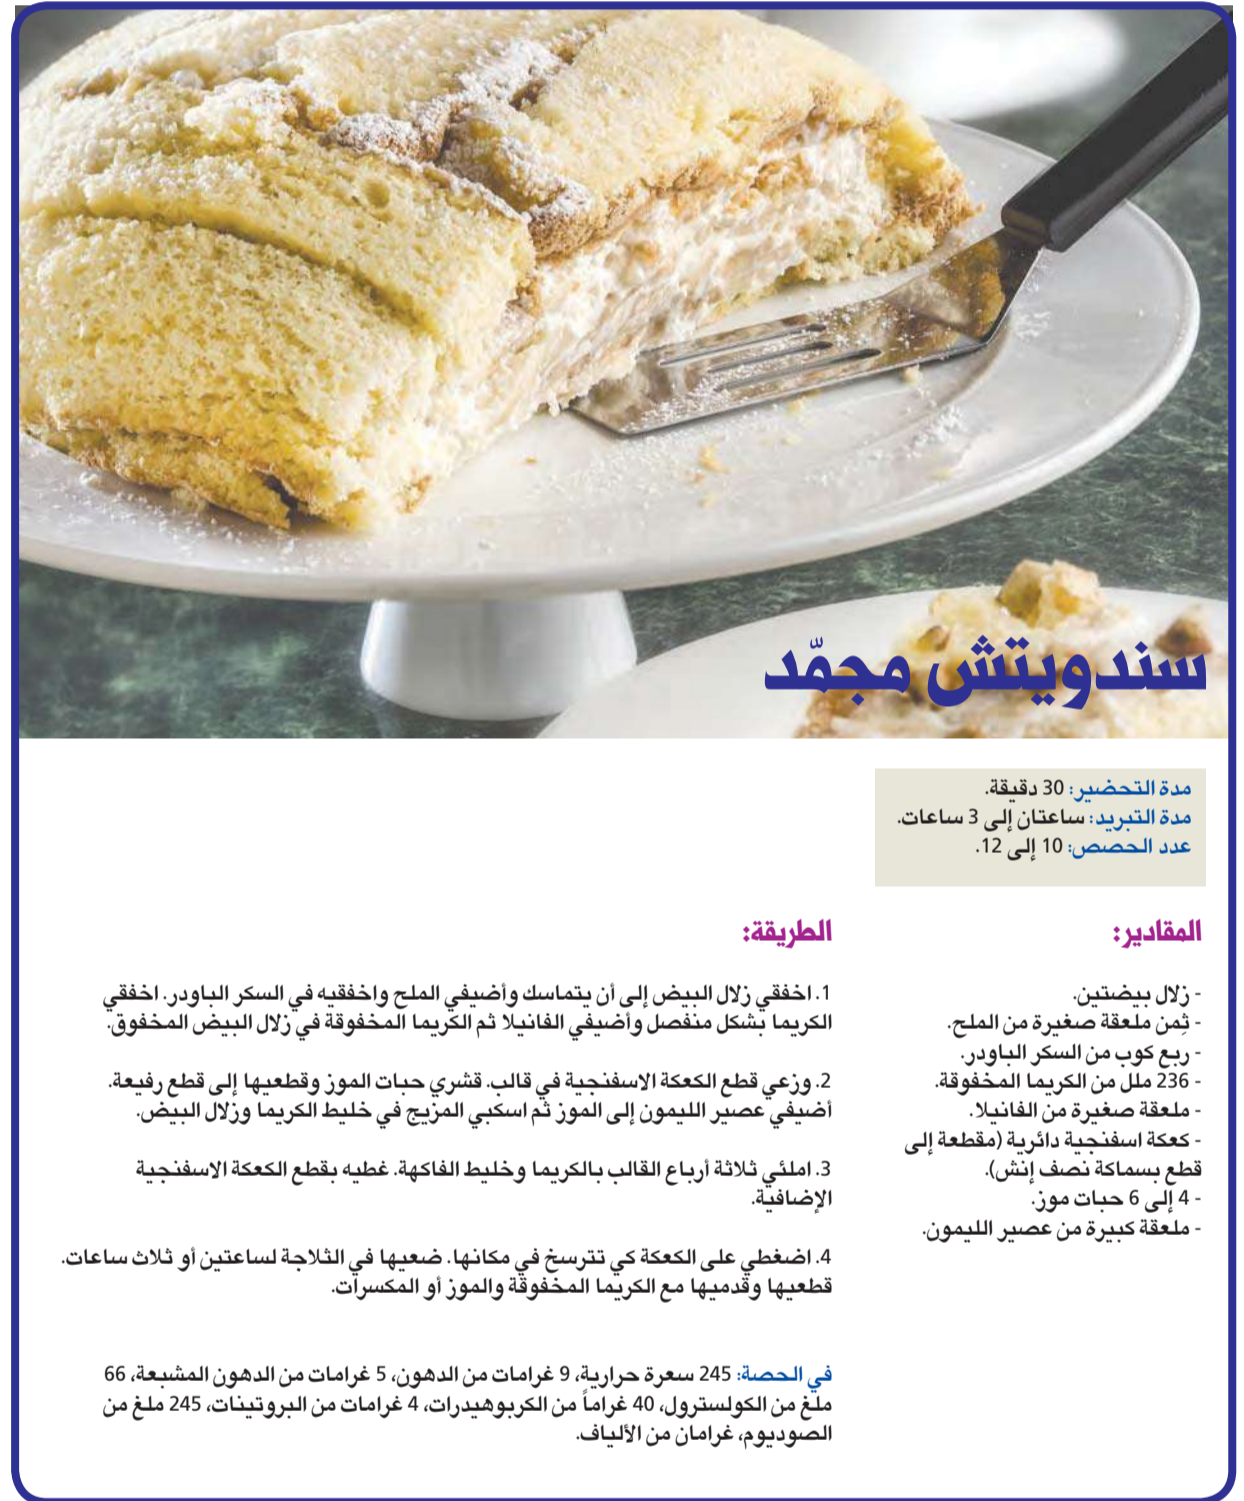 سندويتش مجمّد
مدة التحضير: 30 دقيقة.
مدة التبريد: ساعتان إلى 3 ساعات.
عدد الحصص: 10 إلى 12.
المقادير:
- زلال بيضتين.
- ثِمن ملعقة صغيرة من الملح.
- ربع كوب من السكر الباودر.
- 236 ملل من الكريما المخفوقة.
- ملعقة صغيرة من الفانيلا.
- كعكة اسفنجية دائرية (مقطعة إلى
قطع بسماكة نصف إنش).
- 4 إلى 6 حبات موز.
- ملعقة كبيرة من عصير الليمون.
الطريقة:
1. اخفقي زلال البيض إلى أن يتماسك وأضيفي الملح واخفقيه في السكر الباودر. اخفقي
الكريما بشكل منفصل وأضيفي الفانيلا ثم الكريما المخفوقة في زلال البيض المخفوق.
2. وزعي قطع الكعكة الاسفنجية في قالب. قشري حبات الموز وقطعيها إلى قطع رفيعة.
أضيفي عصير الليمون إلى الموز ثم اسكبي المزيج في خليط الكريما وزلال البيض.
3. املئي ثلاثة أرباع القالب بالكريما وخليط الفاكهة. غطيه بقطع الكعكة الاسفنجية
الإضافية.
4. اضغطي على الكعكة كي تترسخ في مكانها. ضعيها في الثلاجة لساعتين أو ثلاث ساعات.
قطعيها وقدميها مع الكريما المخفوقة والموز أو المكسرات.
في الحصة: 245 سعرة حرارية، 9 غرامات من الدهون، 5 غرامات من الدهون المشبعة، 66
ملغ من الكولسترول، 40 غراماً من الكربوهيدرات، 4 غرامات من البروتينات، 245 ملغ من
الصوديوم، غرامان من الألياف.